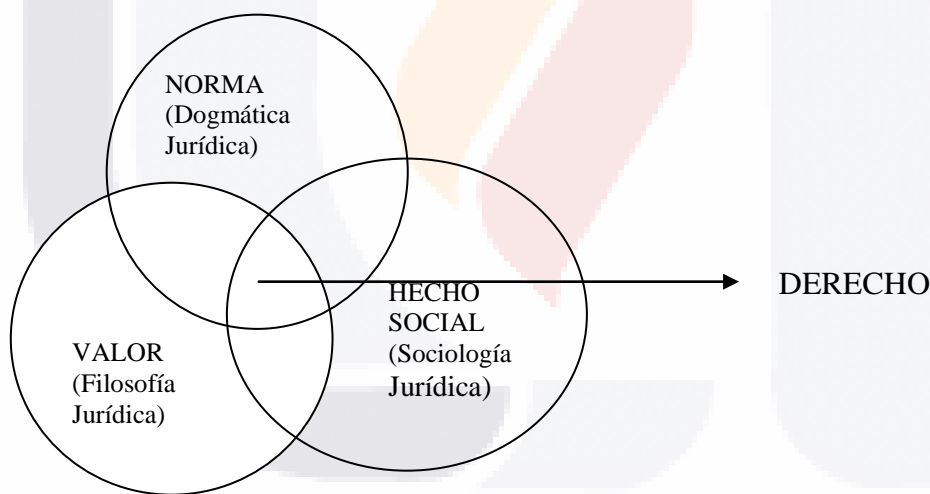 NORMA
(Dogmática
Jurídica)
HECHO
SOCIAL
(Sociología
Jurídica)
DERECHO
VALOR
(Filosofía
Jurídica)